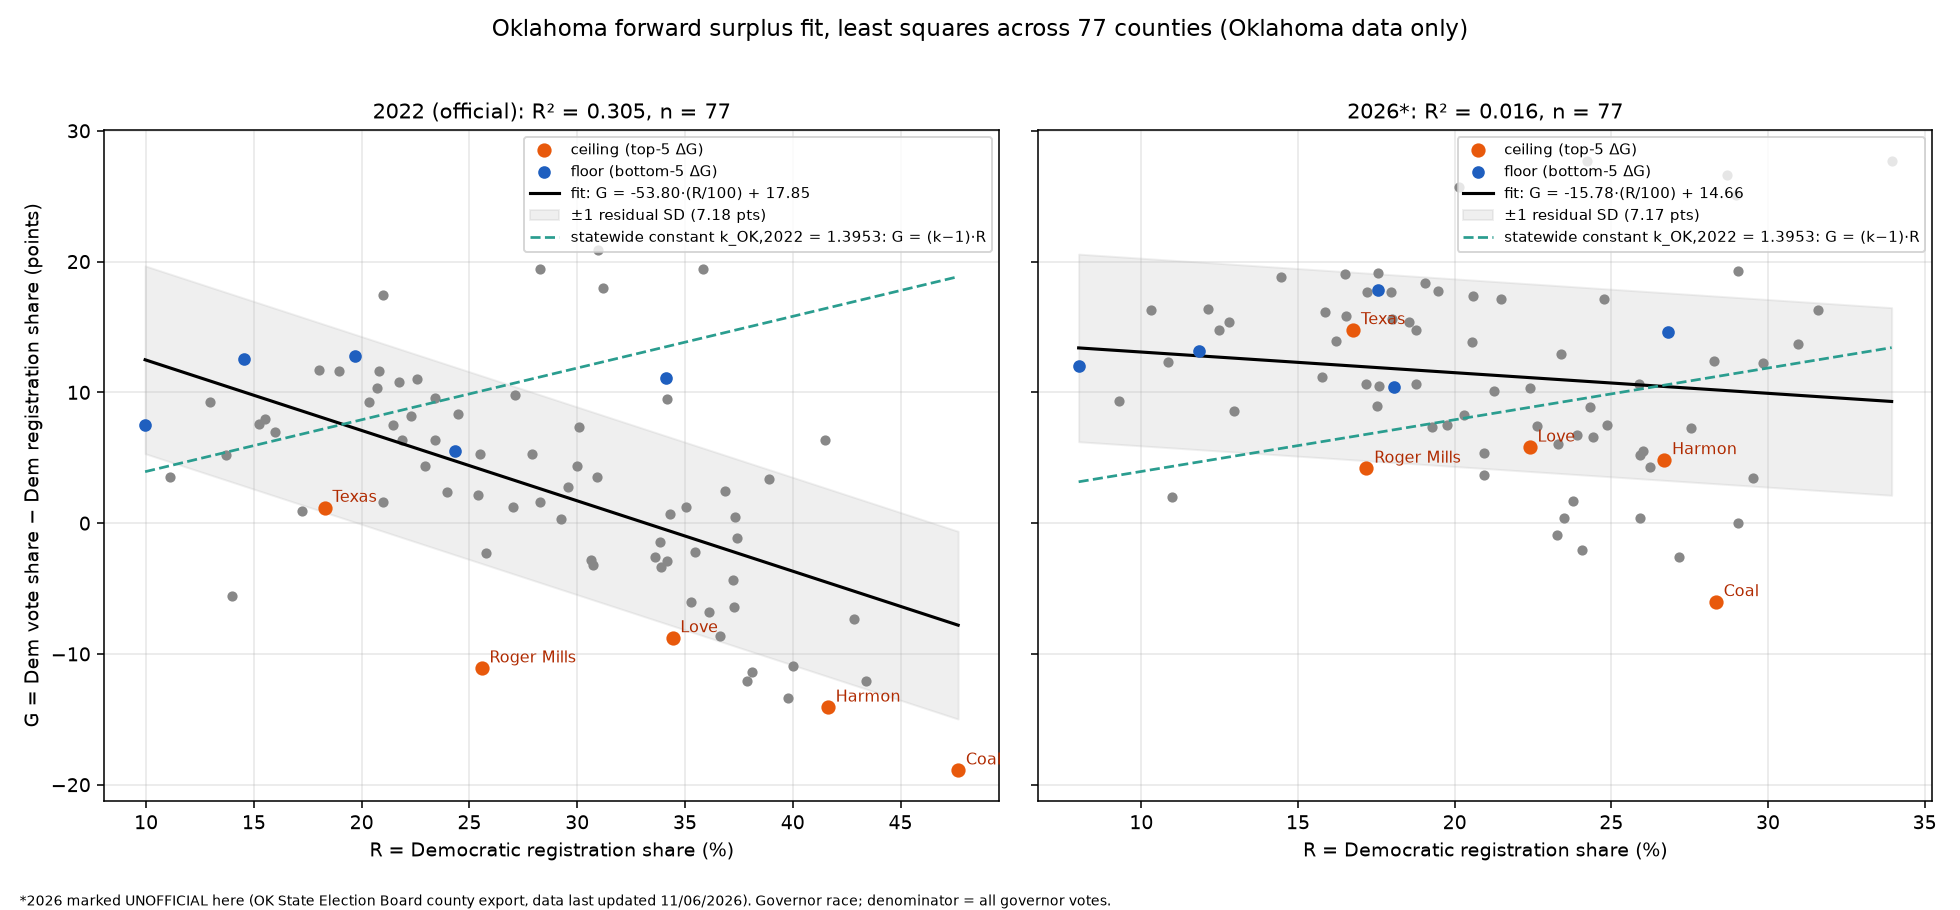 Oklahoma forward surplus fit, least squares across 77 counties (Oklahoma data only)
2022 (official): R² = 0.305, n = 77
ceiling (top-5 ΔG)
floor (bottom-5 ΔG)
fit: G = -53.80·(R/100) + 17.85
±1 residual SD (7.18 pts)
statewide constant k_OK,2022 = 1.3953: G = (k−1)·R
G = Dem vote share − Dem registration share (points)
30
20
10
0
−10
−20
Texas
Love
Roger Mills
Harmon
Coa
10 15 20 25 30 35 40 45
R = Democratic registration share (%)
2026*: R² = 0.016, n = 77
ceiling (top-5 ΔG)
floor (bottom-5 ΔG)
fit: G = -15.78·(R/100) + 14.66
±1 residual SD (7.17 pts)
statewide constant k_OK,2022 = 1.3953: G = (k−1)·R
Texas
Love
Roger Mills
Harmon
Coal
10 15 20 25 30 35
R = Democratic registration share (%)
*2026 marked UNOFFICIAL here (OK State Election Board county export, data last updated 11/06/2026). Governor race; denominator = all governor votes.